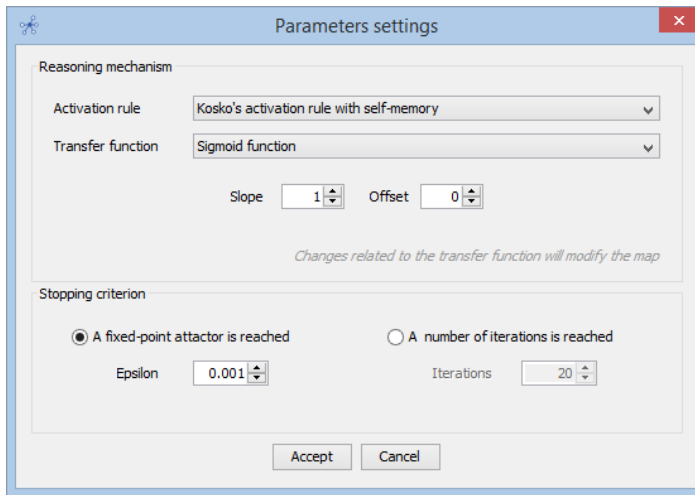 Parameters settings
Reasoning mechanism
Activation rule Kosko's activation rule with self-memory
Transfer function Sigmoid function
Slope 1 Offset 0
Changes related to the transfer function will modify the map
Stopping criterion
A fixed-point attactor is reached A number of iterations is reached
Epsilon 0.001 Iterations 20
Accept Cancel